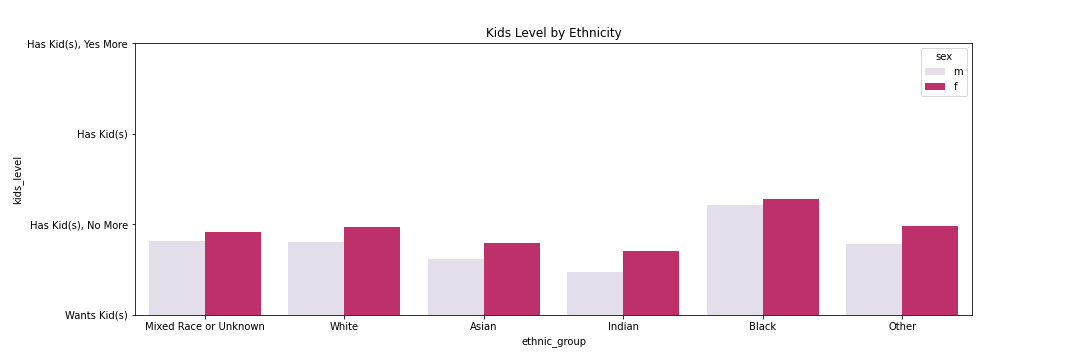 Kids Level by Ethnicity
Has Kid(s), Yes More
Has Kid(s)
Has Kid(s), No More
Wants Kid(s)
kids_level
sex
m
f
Mixed Race or Unknown
White
Asian
Indian
Black
Other
ethnic_group